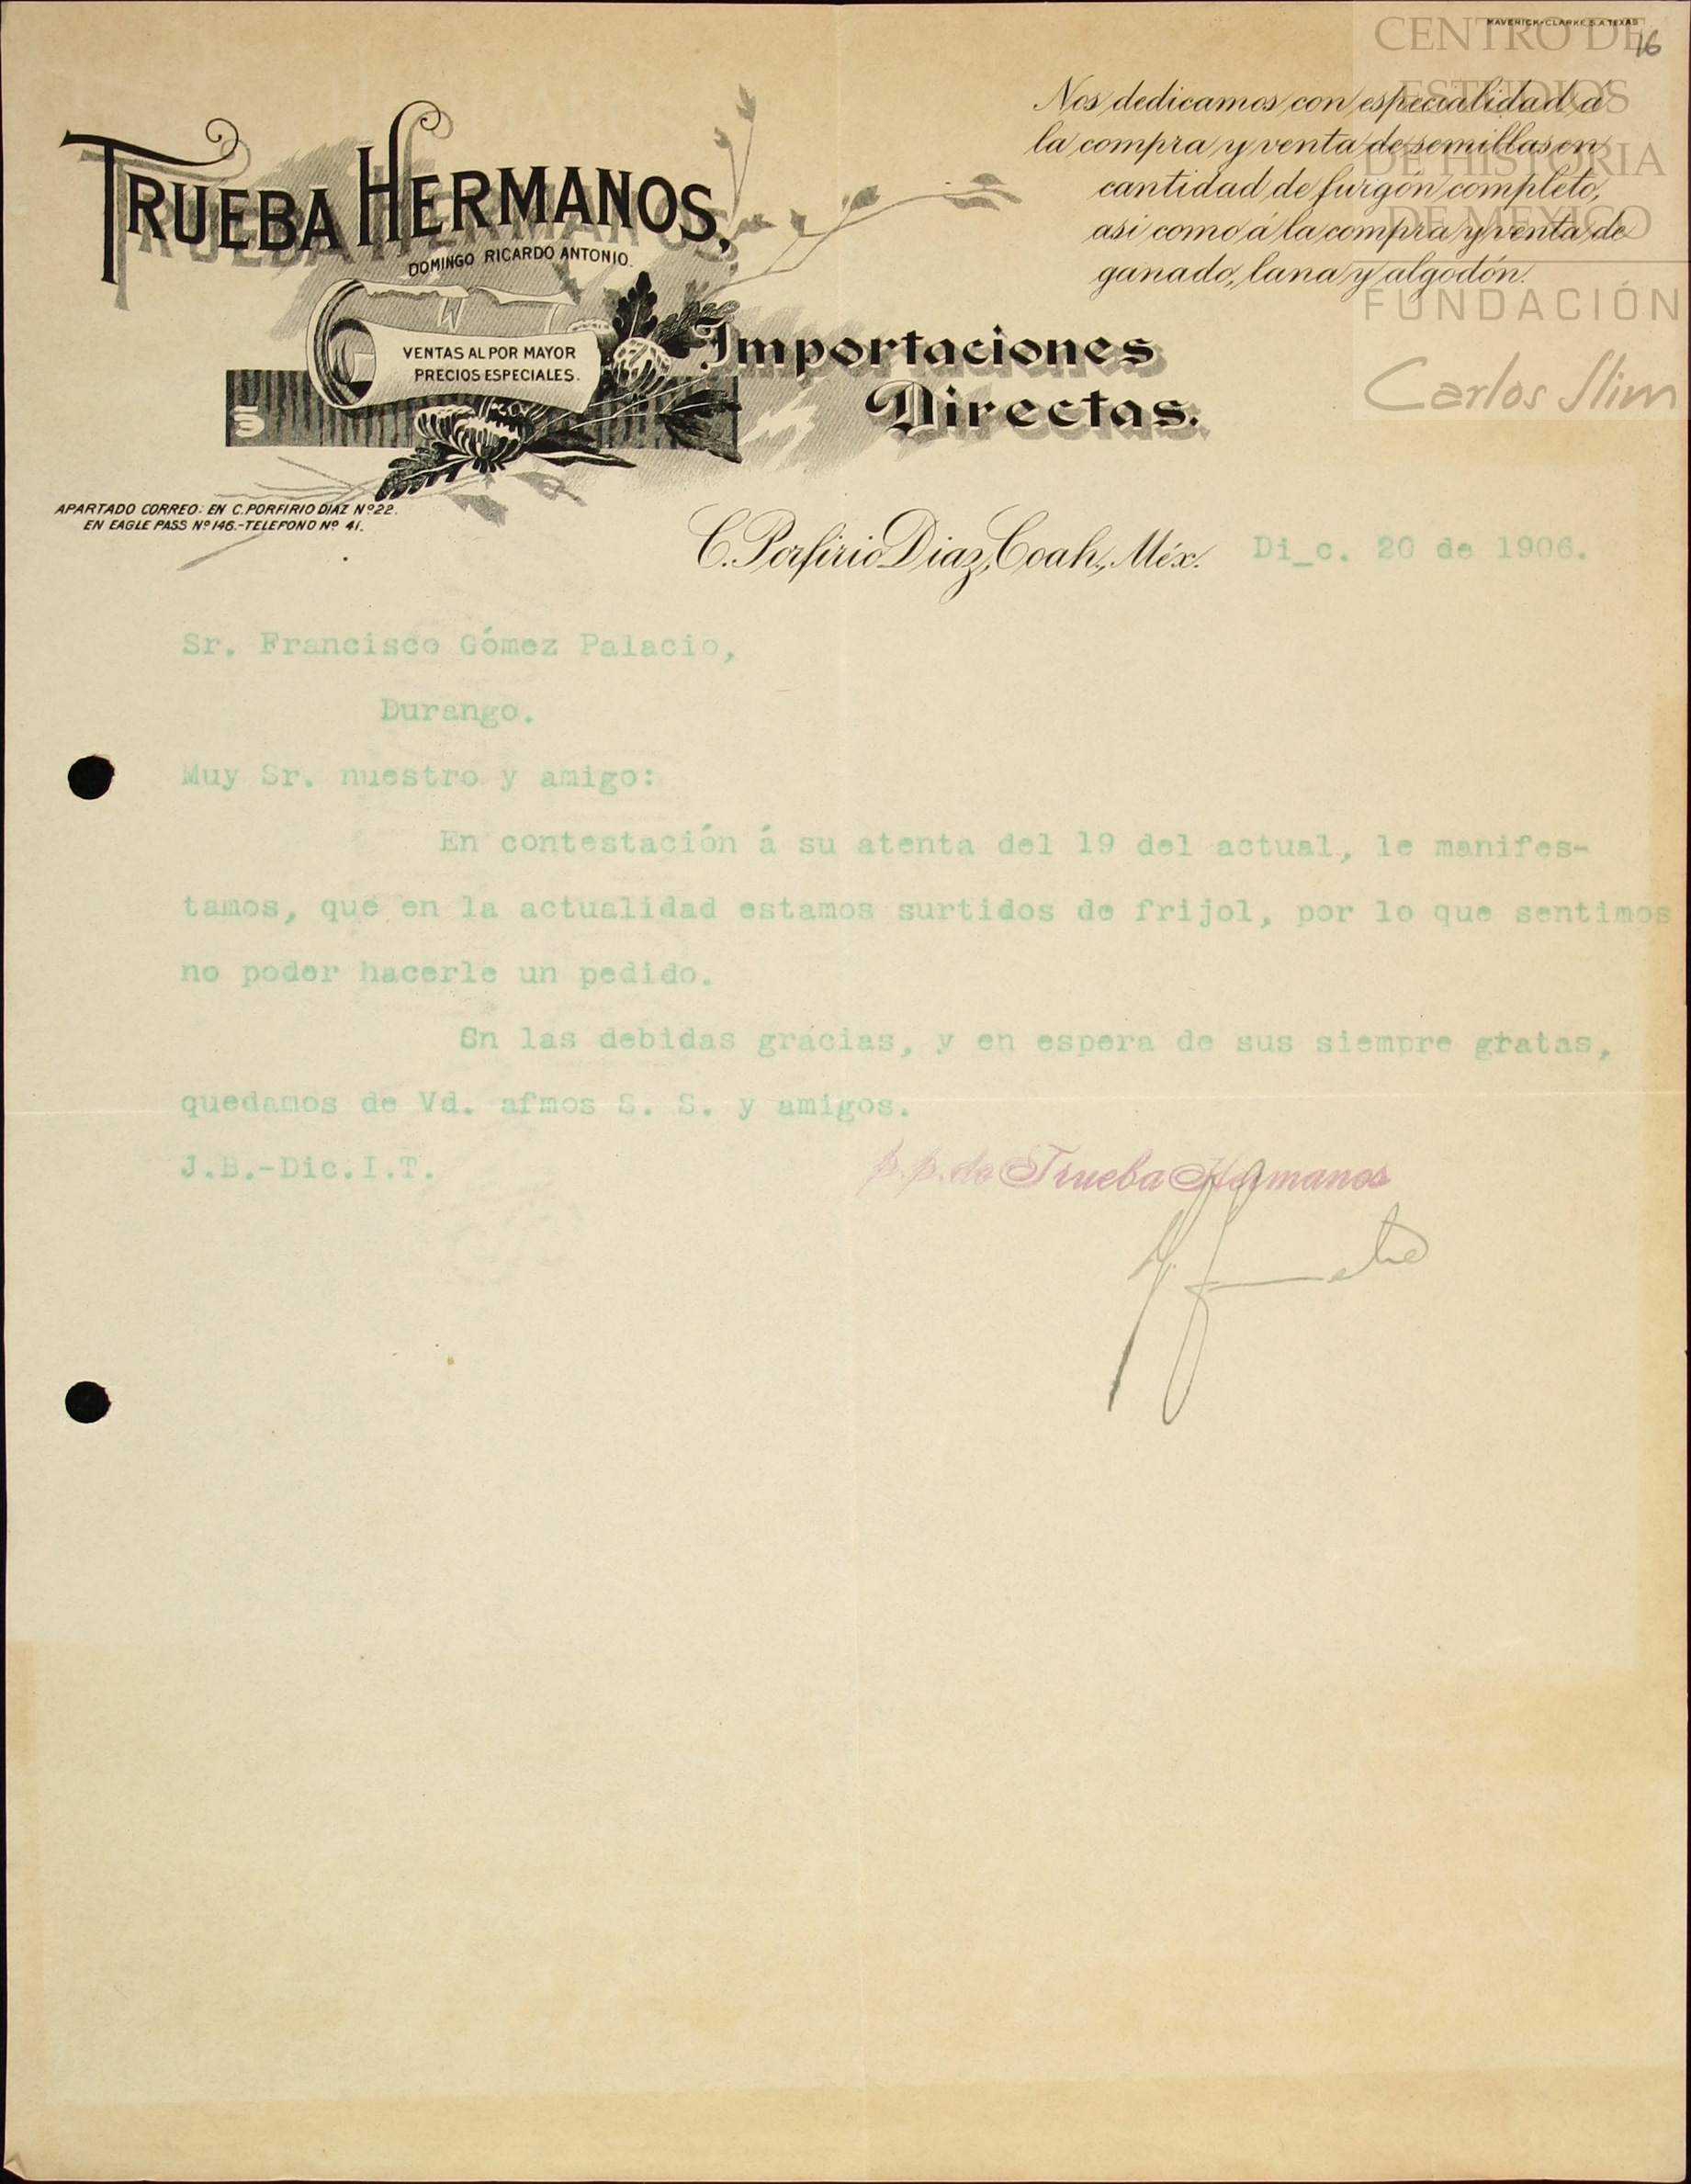 MAVERICK-CLARKE S.A. TEXAS
16
CENTRO DE
ESTUDIOS
DE HISTORIA
DE MÉXICO
FUNDACIÓN
Carlos Slim
Nos dedicamos con especialidad á
la compra y venta de semillas en
cantidad de furgón completo,
asi como á la compra y venta de
ganado, lana y algodón.
TRUEBA HERMANOS,
DOMINGO RICARDO ANTONIO.
VENTAS AL POR MAYOR
PRECIOS ESPECIALES.
Importaciones
Directas.
APARTADO CORREO: EN C. PORFIRIO DIAZ Nº 22.
EN EAGLE PASS Nº 146.-TELEFONO Nº 41.
C. Porfirio Diaz, Coah., Méx. Di_c. 20 de 1906.
Sr. Francisco Gómez Palacio,
Durango.
Muy Sr. nuestro y amigo:
En contestación á su atenta del 19 del actual, le manifes-
tamos, que en la actualidad estamos surtidos de frijol, por lo que sentimos
no poder hacerle un pedido.
En las debidas gracias, y en espera de sus siempre gratas,
quedamos de Vd. afmos S. S. y amigos.
J.B.-Dic.I.T.
p.p. de Trueba Hermanos